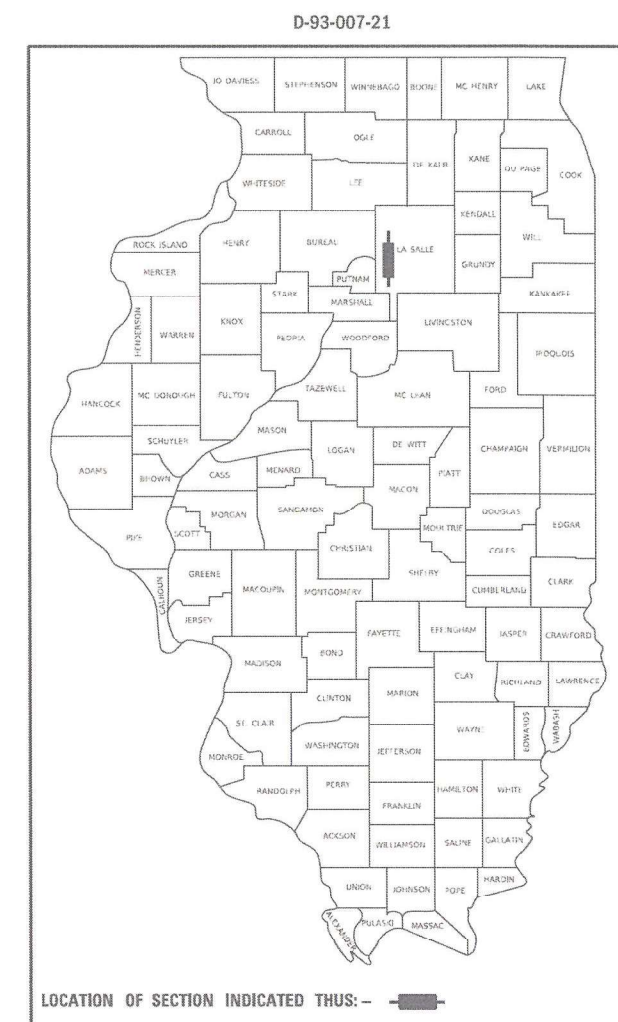 D-93-007-21
JO DAVIESS STEPHENSON WINNEBAGO BOONE MC HENRY LAKE
CARROLL OGLE DE KALB KANE DU PAGE COOK
WHITESIDE LEE
KENDALL WILL
ROCK ISLAND HENRY BUREAU LA SALLE GRUNDY
MERCER PUTNAM
STARK MARSHALL KANKAKEE
HENDERSON WARREN KNOX PEORIA WOODFORD LIVINGSTON IROQUOIS
HANCOCK MC DONOUGH FULTON TAZEWELL MC LEAN FORD
MASON
SCHUYLER LOGAN DE WITT CHAMPAIGN VERMILION
ADAMS BROWN CASS MENARD PIATT
MACON
MORGAN SANGAMON DOUGLAS
PIKE SCOTT CHRISTIAN MOULTRIE COLES EDGAR
GREENE SHELBY
CALHOUN MACOUPIN MONTGOMERY CUMBERLAND CLARK
JERSEY
FAYETTE EFFINGHAM JASPER CRAWFORD
MADISON BOND
CLAY RICHLAND LAWRENCE
CLINTON MARION
ST. CLAIR WAYNE EDWARDS WABASH
WASHINGTON JEFFERSON
MONROE
RANDOLPH PERRY HAMILTON WHITE
FRANKLIN
JACKSON WILLIAMSON SALINE GALLATIN
UNION JOHNSON POPE HARDIN
ALEXANDER PULASKI MASSAC
LOCATION OF SECTION INDICATED THUS: –